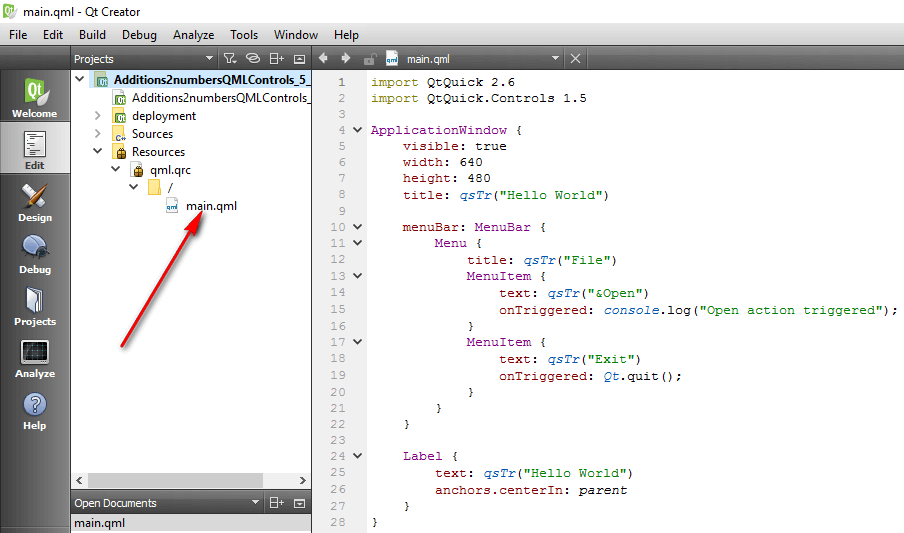 main.qml - Qt Creator
File Edit Build Debug Analyze Tools Window Help
Projects
main.qml
Welcome
Edit
Design
Debug
Projects
Analyze
Help
Additions2numbersQMLControls_5_
Additions2numbersQMLControls_
deployment
Sources
Resources
qml.qrc
/
main.qml
Open Documents
main.qml
1 import QtQuick 2.6
2 import QtQuick.Controls 1.5
3
4 ApplicationWindow {
5 visible: true
6 width: 640
7 height: 480
8 title: qsTr("Hello World")
9
10 menuBar: MenuBar {
11 Menu {
12 title: qsTr("File")
13 MenuItem {
14 text: qsTr("&Open")
15 onTriggered: console.log("Open action triggered");
16 }
17 MenuItem {
18 text: qsTr("Exit")
19 onTriggered: Qt.quit();
20 }
21 }
22 }
23
24 Label {
25 text: qsTr("Hello World")
26 anchors.centerIn: parent
27 }
28 }